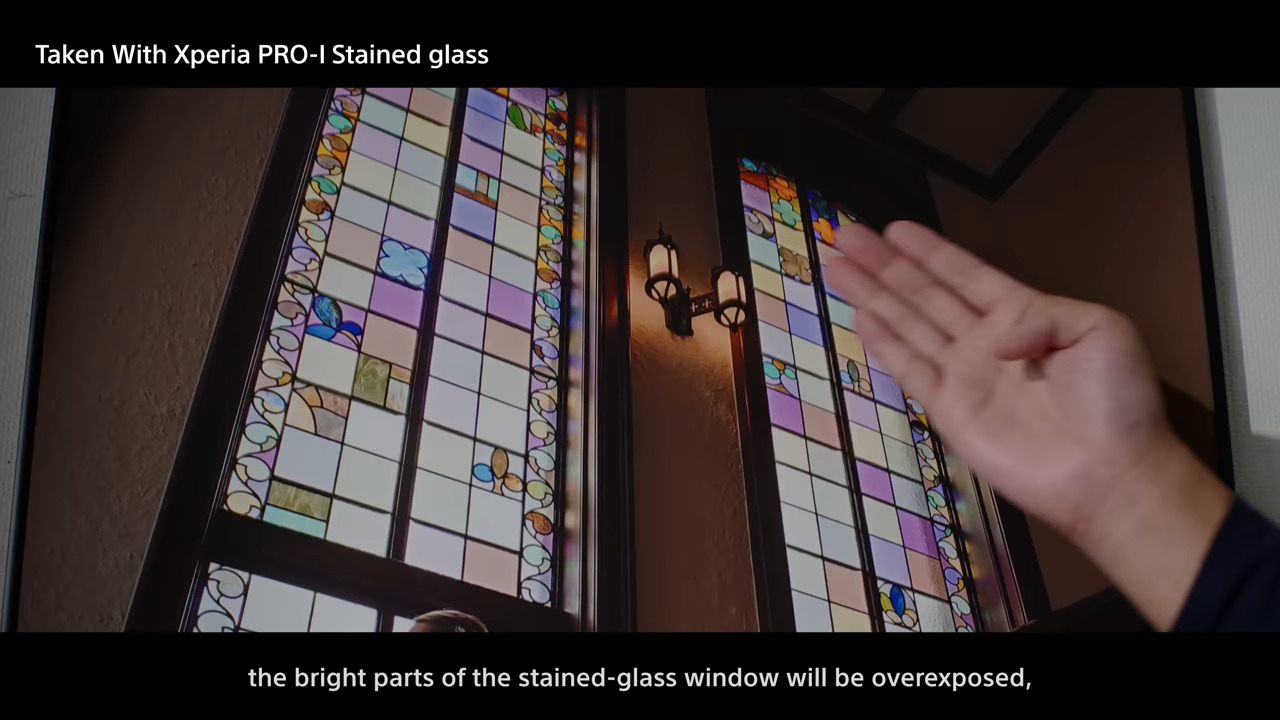 Taken With Xperia PRO-I Stained glass
the bright parts of the stained-glass window will be overexposed,